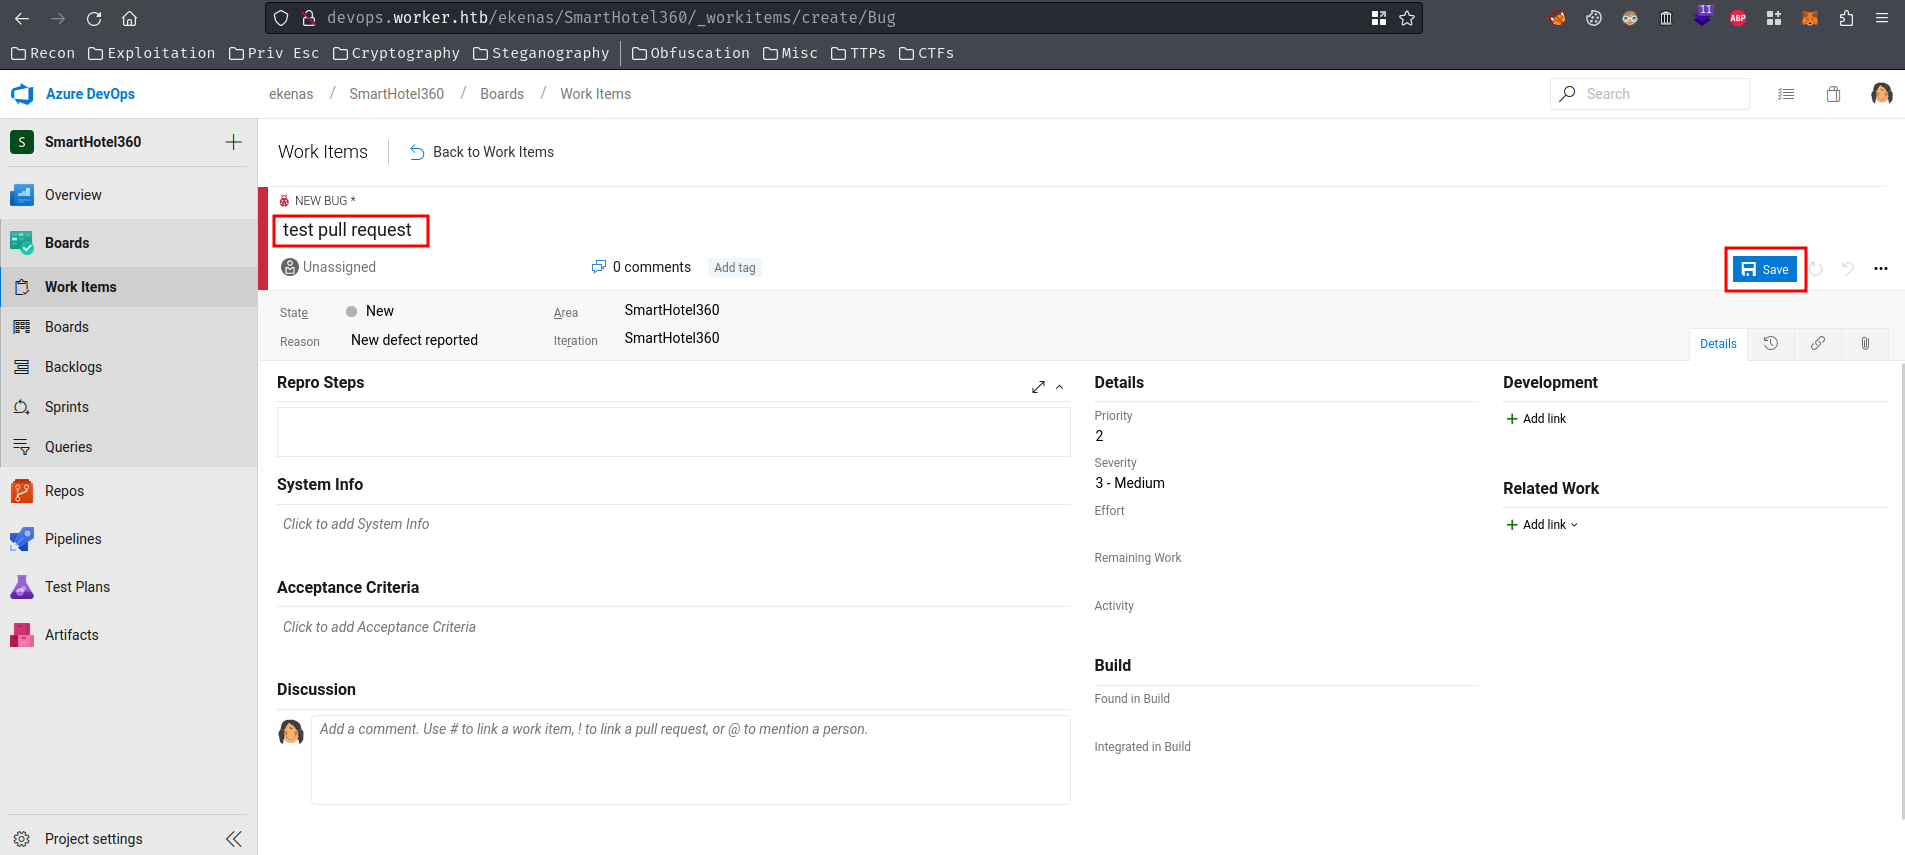 devops.worker.htb/ekenas/SmartHotel360/_workitems/create/Bug
11
ABP
Recon Exploitation Priv Esc Cryptography Steganography Obfuscation Misc TTPs CTFs
Azure DevOps
ekenas / SmartHotel360 / Boards / Work Items
Search
S SmartHotel360
Overview
Boards
Work Items
Boards
Backlogs
Sprints
Queries
Repos
Pipelines
Test Plans
Artifacts
Project settings
Work Items
Back to Work Items
NEW BUG *
test pull request
Unassigned
0 comments
Add tag
Save
State New
Area SmartHotel360
Reason New defect reported
Iteration SmartHotel360
Details
Repro Steps
System Info
Click to add System Info
Acceptance Criteria
Click to add Acceptance Criteria
Discussion
Add a comment. Use # to link a work item, ! to link a pull request, or @ to mention a person.
Details
Priority
2
Severity
3 - Medium
Effort
Remaining Work
Activity
Build
Found in Build
Integrated in Build
Development
+ Add link
Related Work
+ Add link